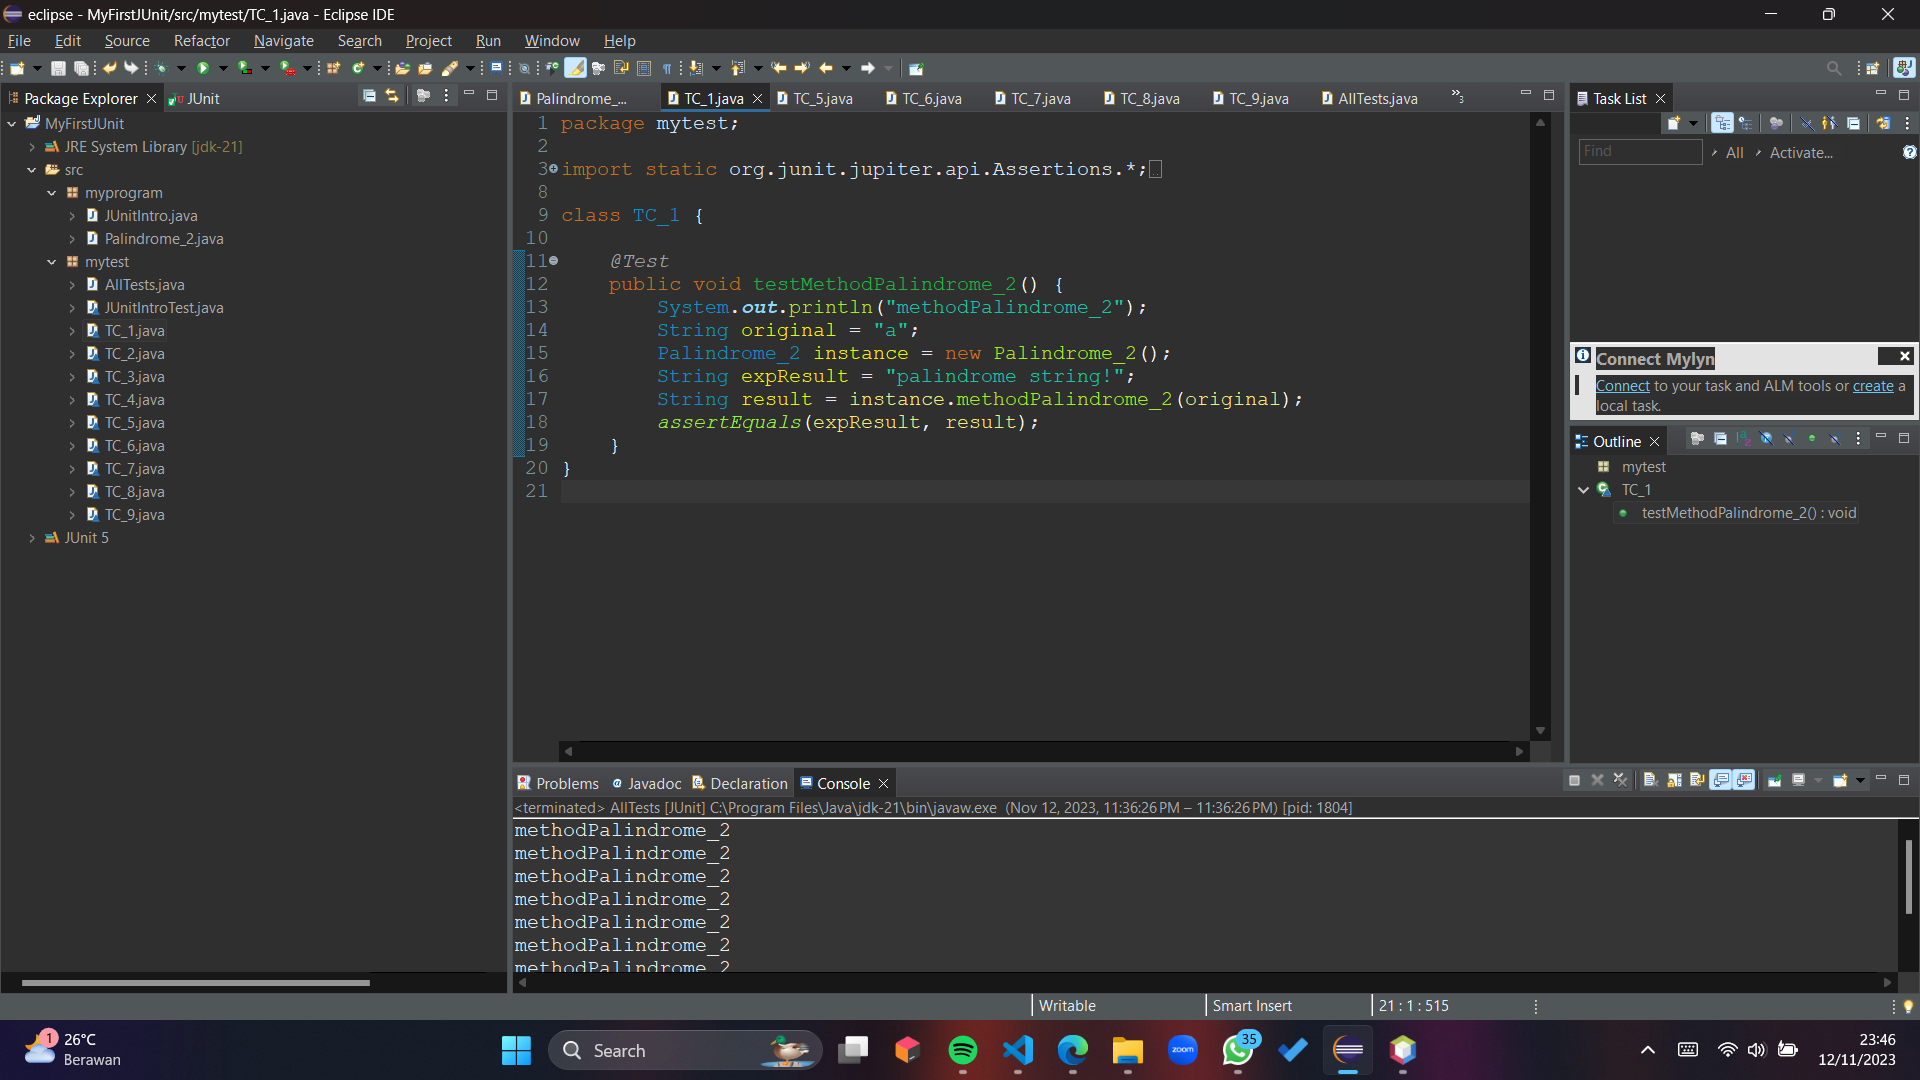 eclipse - MyFirstJUnit/src/mytest/TC_1.java - Eclipse IDE
File Edit Source Refactor Navigate Search Project Run Window Help
Package Explorer JUnit
MyFirstJUnit
JRE System Library [jdk-21]
src
myprogram
JUnitIntro.java
Palindrome_2.java
mytest
AllTests.java
JUnitIntroTest.java
TC_1.java
TC_2.java
TC_3.java
TC_4.java
TC_5.java
TC_6.java
TC_7.java
TC_8.java
TC_9.java
JUnit 5
Palindrome_... TC_1.java TC_5.java TC_6.java TC_7.java TC_8.java TC_9.java AllTests.java »3
1 package mytest;
2
3 import static org.junit.jupiter.api.Assertions.*;
8
9 class TC_1 {
10
11 @Test
12 public void testMethodPalindrome_2() {
13 System.out.println("methodPalindrome_2");
14 String original = "a";
15 Palindrome_2 instance = new Palindrome_2();
16 String expResult = "palindrome string!";
17 String result = instance.methodPalindrome_2(original);
18 assertEquals(expResult, result);
19 }
20 }
21
Task List
Find All Activate...
Connect Mylyn
Connect to your task and ALM tools or create a
local task.
Outline
mytest
TC_1
testMethodPalindrome_2() : void
Problems Javadoc Declaration Console
<terminated> AllTests [JUnit] C:\Program Files\Java\jdk-21\bin\javaw.exe (Nov 12, 2023, 11:36:26 PM – 11:36:26 PM) [pid: 1804]
methodPalindrome_2
methodPalindrome_2
methodPalindrome_2
methodPalindrome_2
methodPalindrome_2
methodPalindrome_2
methodPalindrome_2
Writable Smart Insert 21 : 1 : 515
1
26°C
Berawan
Search
zoom
35
23:46
12/11/2023